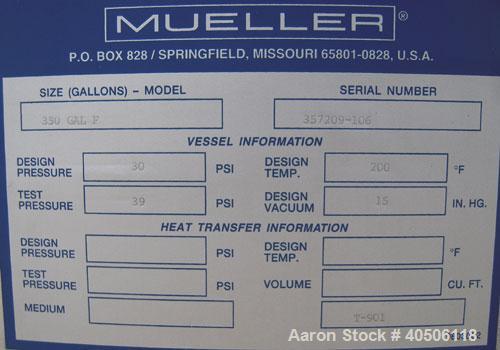 MUELLER®
P.O. BOX 828 / SPRINGFIELD, MISSOURI 65801-0828, U.S.A.
SIZE (GALLONS) – MODEL SERIAL NUMBER
350 GAL F 357209-106
VESSEL INFORMATION
DESIGN PRESSURE 30 PSI DESIGN TEMP. 200 °F
TEST PRESSURE 39 PSI DESIGN VACUUM 15 IN. HG.
HEAT TRANSFER INFORMATION
DESIGN PRESSURE PSI DESIGN TEMP. °F
TEST PRESSURE PSI VOLUME CU. FT.
MEDIUM T-901
Aaron Stock # 40506118